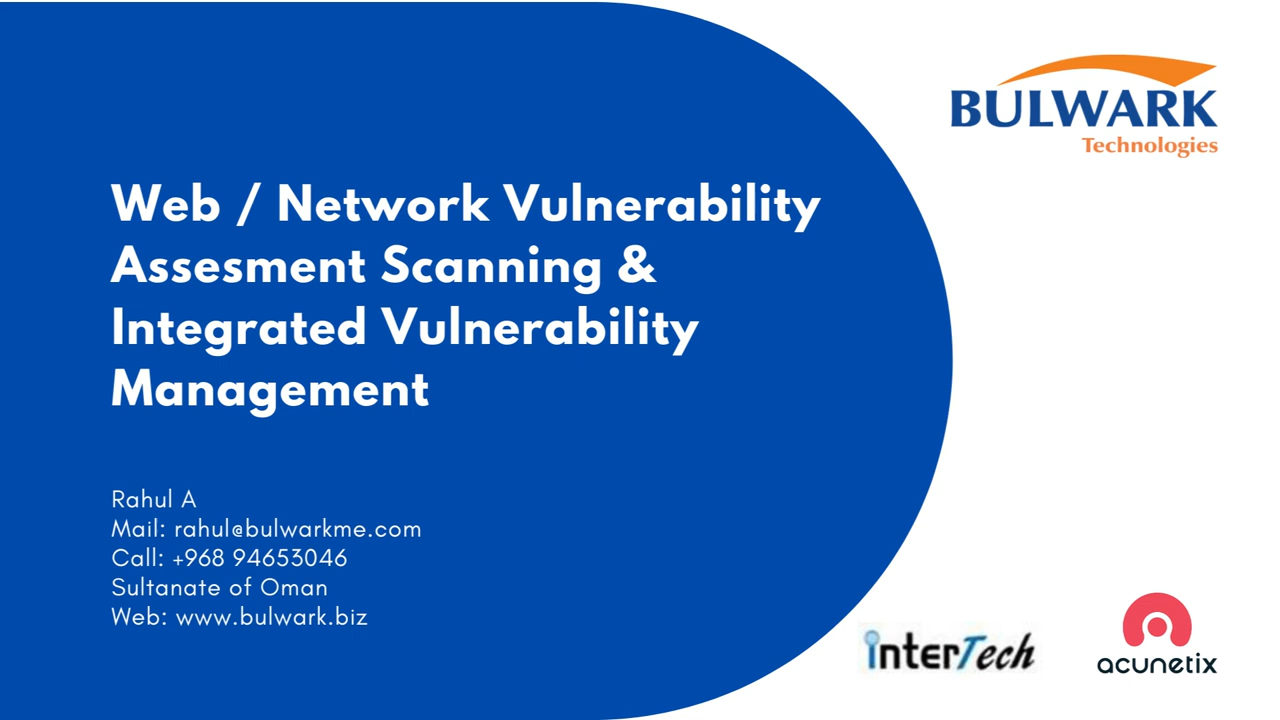 BULWARK
Technologies
Web / Network Vulnerability
Assesment Scanning &
Integrated Vulnerability
Management
Rahul A
Mail: rahul@bulwarkme.com
Call: +968 94653046
Sultanate of Oman
Web: www.bulwark.biz
interTech
acunetix